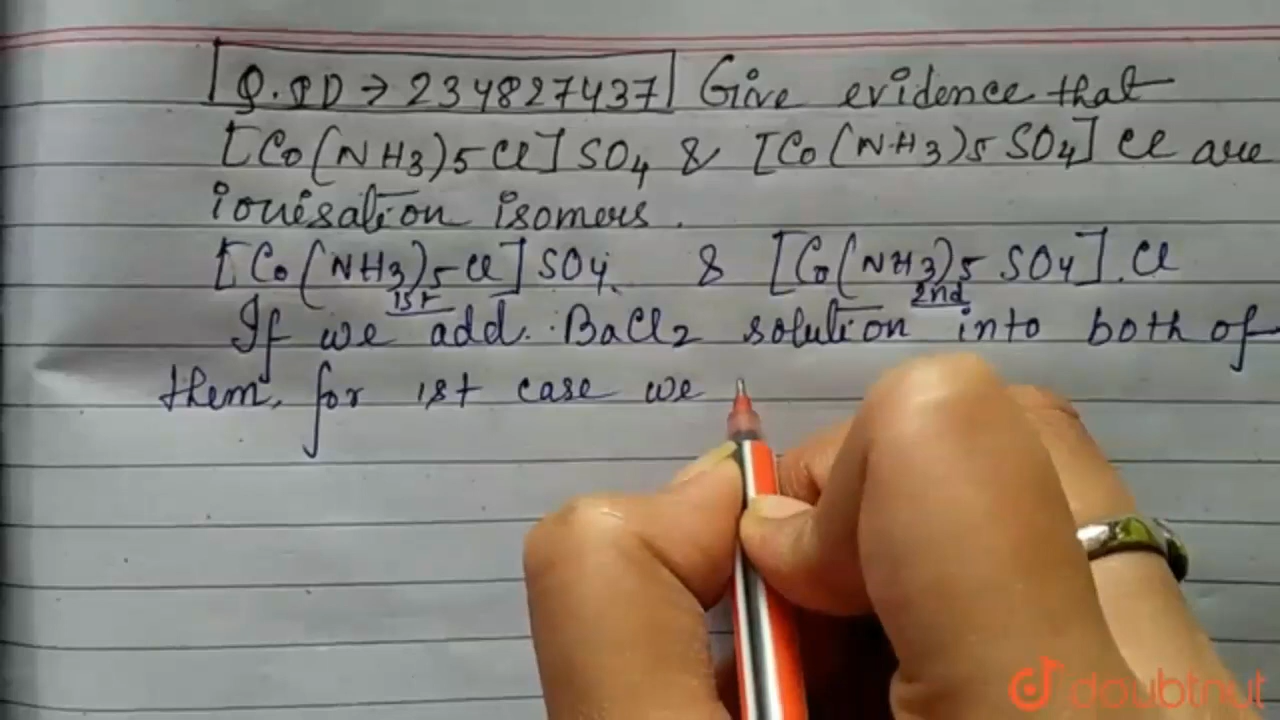 Q.ID → 234827437 Give evidence that
[Co(NH3)5Cl]SO4 & [Co(NH3)5SO4]Cl are
ionisation isomers.
[Co(NH3)5Cl]SO4. & [Co(NH3)5SO4].Cl
1st 2nd
If we add. BaCl2 solution into both of
them, for 1st case we
doubtnut